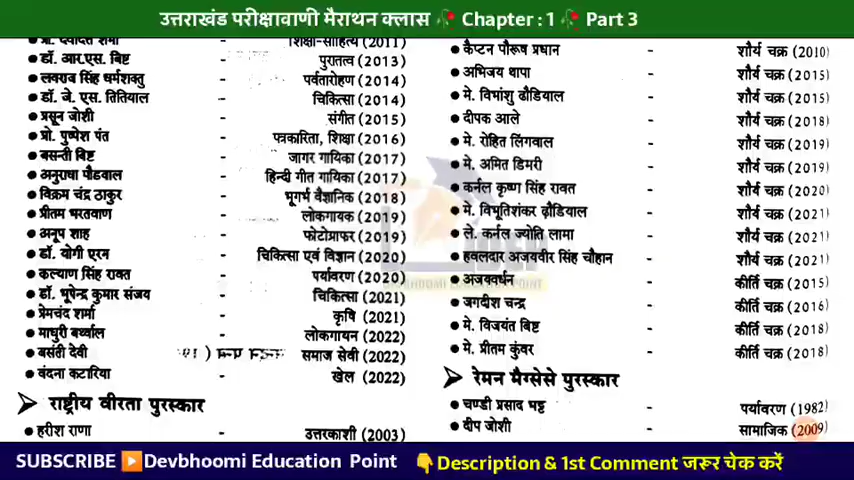 उत्तराखंड परीक्षावाणी मैराथन क्लास 🥀 Chapter : 1 🥀 Part 3
प्रो. देवीदत्त शर्मा - शिक्षा-साहित्य (2011)
डॉ. आर.एस. बिष्ट - पुरातत्व (2013)
लवराज सिंह धर्मशक्तु - पर्वतारोहण (2014)
डॉ. जे. एस. तितियाल - चिकित्सा (2014)
प्रसून जोशी - संगीत (2015)
प्रो. पुष्पेश पंत - पत्रकारिता, शिक्षा (2016)
बसन्ती बिष्ट - जागर गायिका (2017)
अनुराधा पौडवाल - हिन्दी गीत गायिका (2017)
विक्रम चंद्र ठाकुर - भूगर्भ वैज्ञानिक (2018)
प्रीतम भरतवाण - लोकगायक (2019)
अनूप शाह - फोटोग्राफर (2019)
डॉ. योगी एरन - चिकित्सा एवं विज्ञान (2020)
कल्याण सिंह रावत - पर्यावरण (2020)
डॉ. भूपेन्द्र कुमार संजय - चिकित्सा (2021)
प्रेमचंद शर्मा - कृषि (2021)
माधुरी बर्थ्वाल - लोकगायन (2022)
बसंती देवी - समाज सेवी (2022)
वंदना कटारिया - खेल (2022)
राष्ट्रीय वीरता पुरस्कार
हरीश राणा - उत्तरकाशी (2003)
कैप्टन पौरूष प्रधान - शौर्य चक्र (2010)
अभिजय थापा - शौर्य चक्र (2015)
मे. विभांशु ढौडियाल - शौर्य चक्र (2015)
दीपक आले - शौर्य चक्र (2018)
मे. रोहित लिंगवाल - शौर्य चक्र (2019)
मे. अमित डिमरी - शौर्य चक्र (2019)
कर्नल कृष्ण सिंह रावत - शौर्य चक्र (2020)
मे. विभूतिशंकर ढ़ौंडियाल - शौर्य चक्र (2021)
ले. कर्नल ज्योति लामा - शौर्य चक्र (2021)
हवलदार अजयवीर सिंह चौहान - शौर्य चक्र (2021)
अजयवर्धन - कीर्ति चक्र (2015)
जगदीश चन्द्र - कीर्ति चक्र (2016)
मे. विजयंत बिष्ट - कीर्ति चक्र (2018)
मे. प्रीतम कुंवर - कीर्ति चक्र (2018)
रेमन मैग्सेसे पुरस्कार
चण्डी प्रसाद भट्ट - पर्यावरण (1982)
दीप जोशी - सामाजिक (2009)
SUBSCRIBE ▶️Devbhoomi Education Point 👇Description & 1st Comment जरूर चेक करें